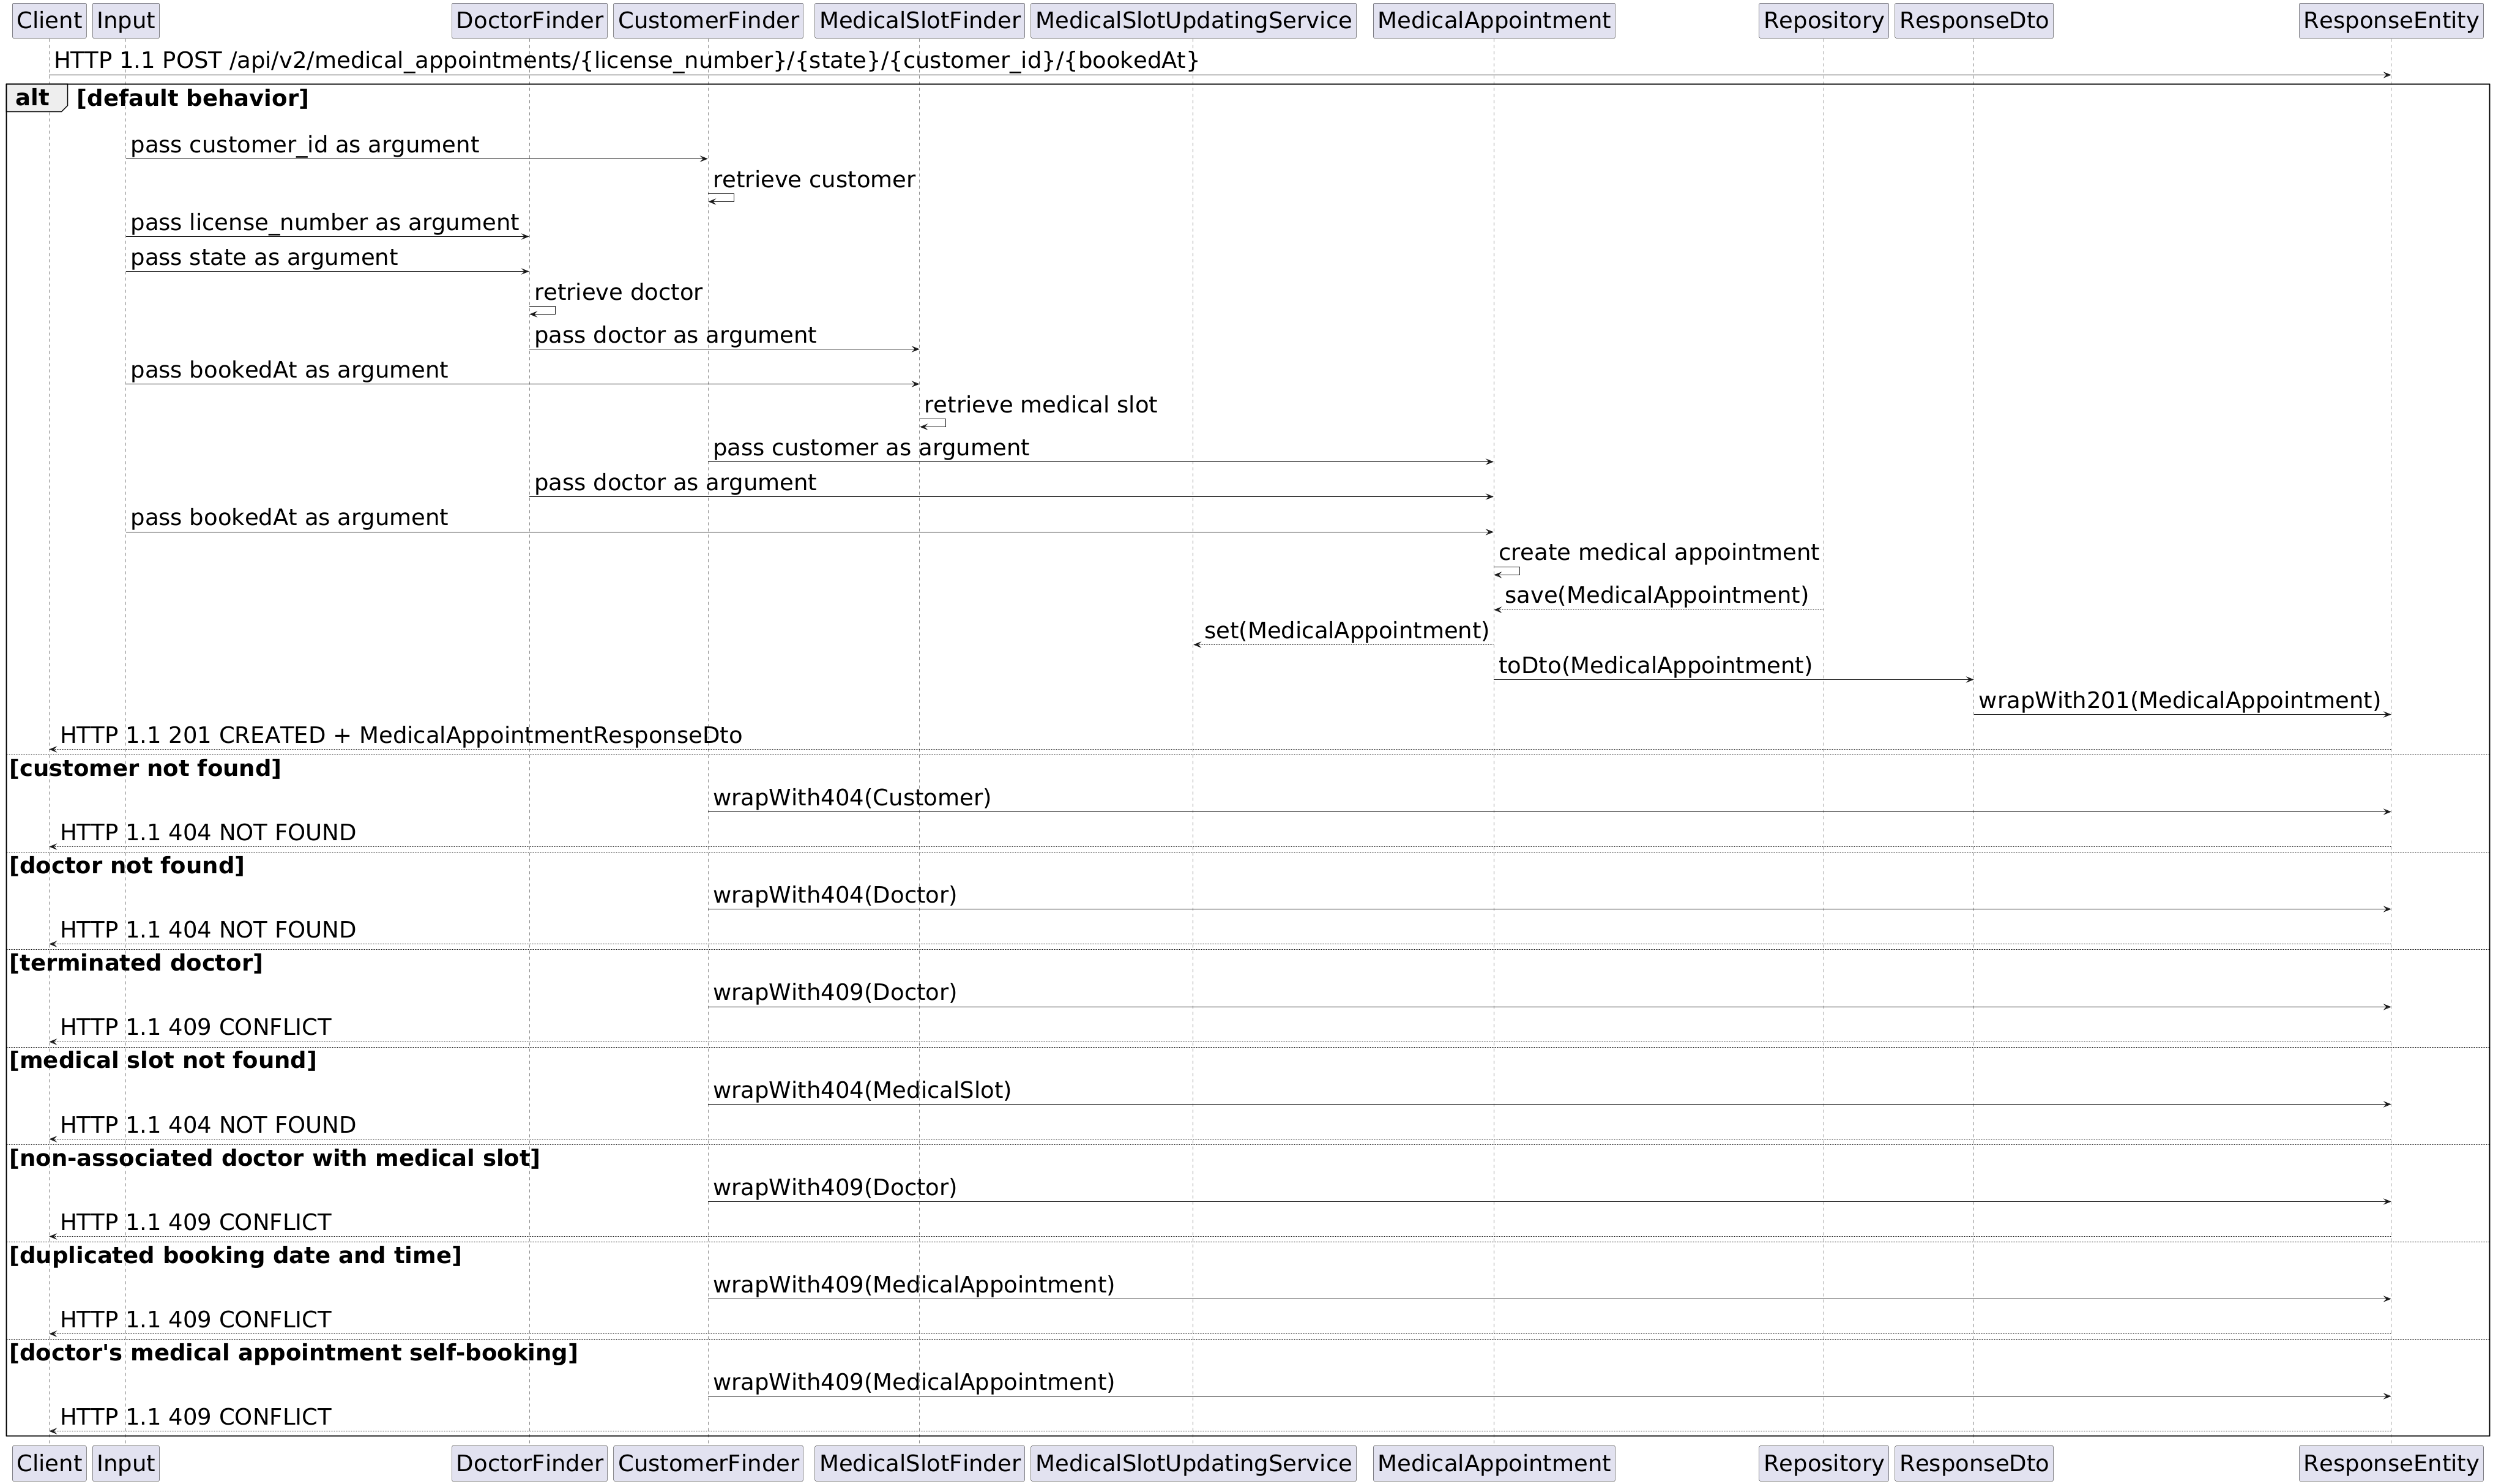 Client Input DoctorFinder CustomerFinder MedicalSlotFinder MedicalSlotUpdatingService MedicalAppointment Repository ResponseDto ResponseEntity
HTTP 1.1 POST /api/v2/medical_appointments/{license_number}/{state}/{customer_id}/{bookedAt}
alt [default behavior]
pass customer_id as argument
retrieve customer
pass license_number as argument
pass state as argument
retrieve doctor
pass doctor as argument
pass bookedAt as argument
retrieve medical slot
pass customer as argument
pass doctor as argument
pass bookedAt as argument
create medical appointment
save(MedicalAppointment)
set(MedicalAppointment)
toDto(MedicalAppointment)
wrapWith201(MedicalAppointment)
HTTP 1.1 201 CREATED + MedicalAppointmentResponseDto
[customer not found]
wrapWith404(Customer)
HTTP 1.1 404 NOT FOUND
[doctor not found]
wrapWith404(Doctor)
HTTP 1.1 404 NOT FOUND
[terminated doctor]
wrapWith409(Doctor)
HTTP 1.1 409 CONFLICT
[medical slot not found]
wrapWith404(MedicalSlot)
HTTP 1.1 404 NOT FOUND
[non-associated doctor with medical slot]
wrapWith409(Doctor)
HTTP 1.1 409 CONFLICT
[duplicated booking date and time]
wrapWith409(MedicalAppointment)
HTTP 1.1 409 CONFLICT
[doctor's medical appointment self-booking]
wrapWith409(MedicalAppointment)
HTTP 1.1 409 CONFLICT
Client Input DoctorFinder CustomerFinder MedicalSlotFinder MedicalSlotUpdatingService MedicalAppointment Repository ResponseDto ResponseEntity